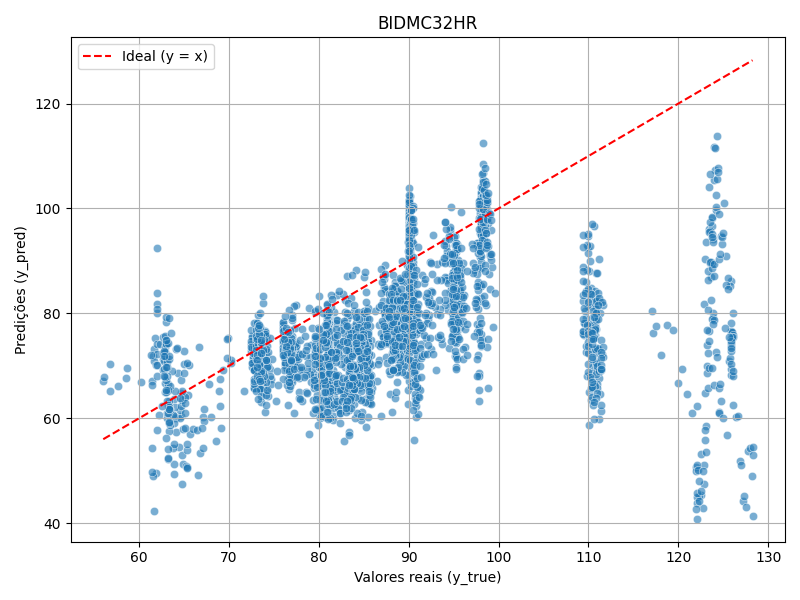 BIDMC32HR
Ideal (y = x)
Predições (y_pred)
120
100
80
60
40
60 70 80 90 100 110 120 130
Valores reais (y_true)